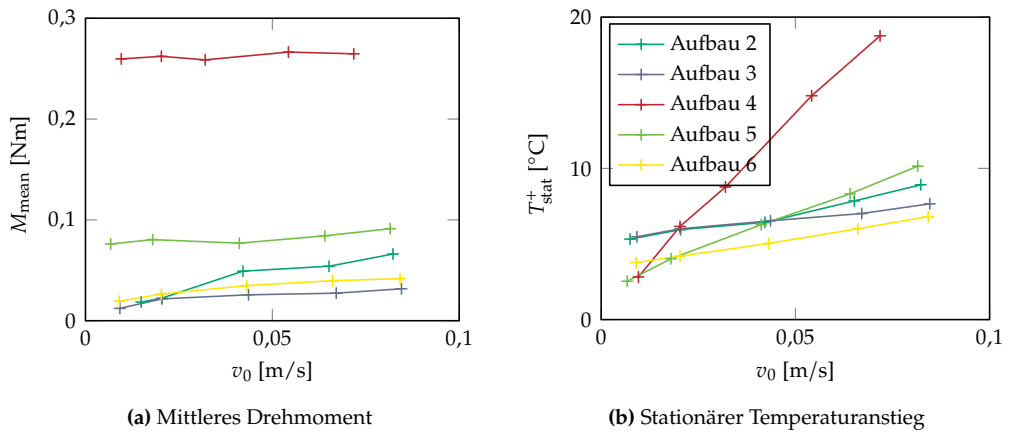 0,3
0,2
0,1
0
M_mean [Nm]
0
0,05
0,1
v_0 [m/s]
(a) Mittleres Drehmoment
20
10
0
T^+_stat [°C]
Aufbau 2
Aufbau 3
Aufbau 4
Aufbau 5
Aufbau 6
0
0,05
0,1
v_0 [m/s]
(b) Stationärer Temperaturanstieg